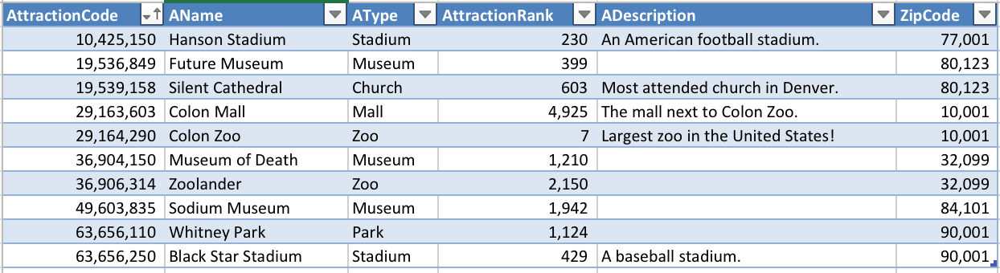 AttractionCode AName AType AttractionRank ADescription ZipCode
10,425,150 Hanson Stadium Stadium 230 An American football stadium. 77,001
19,536,849 Future Museum Museum 399 80,123
19,539,158 Silent Cathedral Church 603 Most attended church in Denver. 80,123
29,163,603 Colon Mall Mall 4,925 The mall next to Colon Zoo. 10,001
29,164,290 Colon Zoo Zoo 7 Largest zoo in the United States! 10,001
36,904,150 Museum of Death Museum 1,210 32,099
36,906,314 Zoolander Zoo 2,150 32,099
49,603,835 Sodium Museum Museum 1,942 84,101
63,656,110 Whitney Park Park 1,124 90,001
63,656,250 Black Star Stadium Stadium 429 A baseball stadium. 90,001